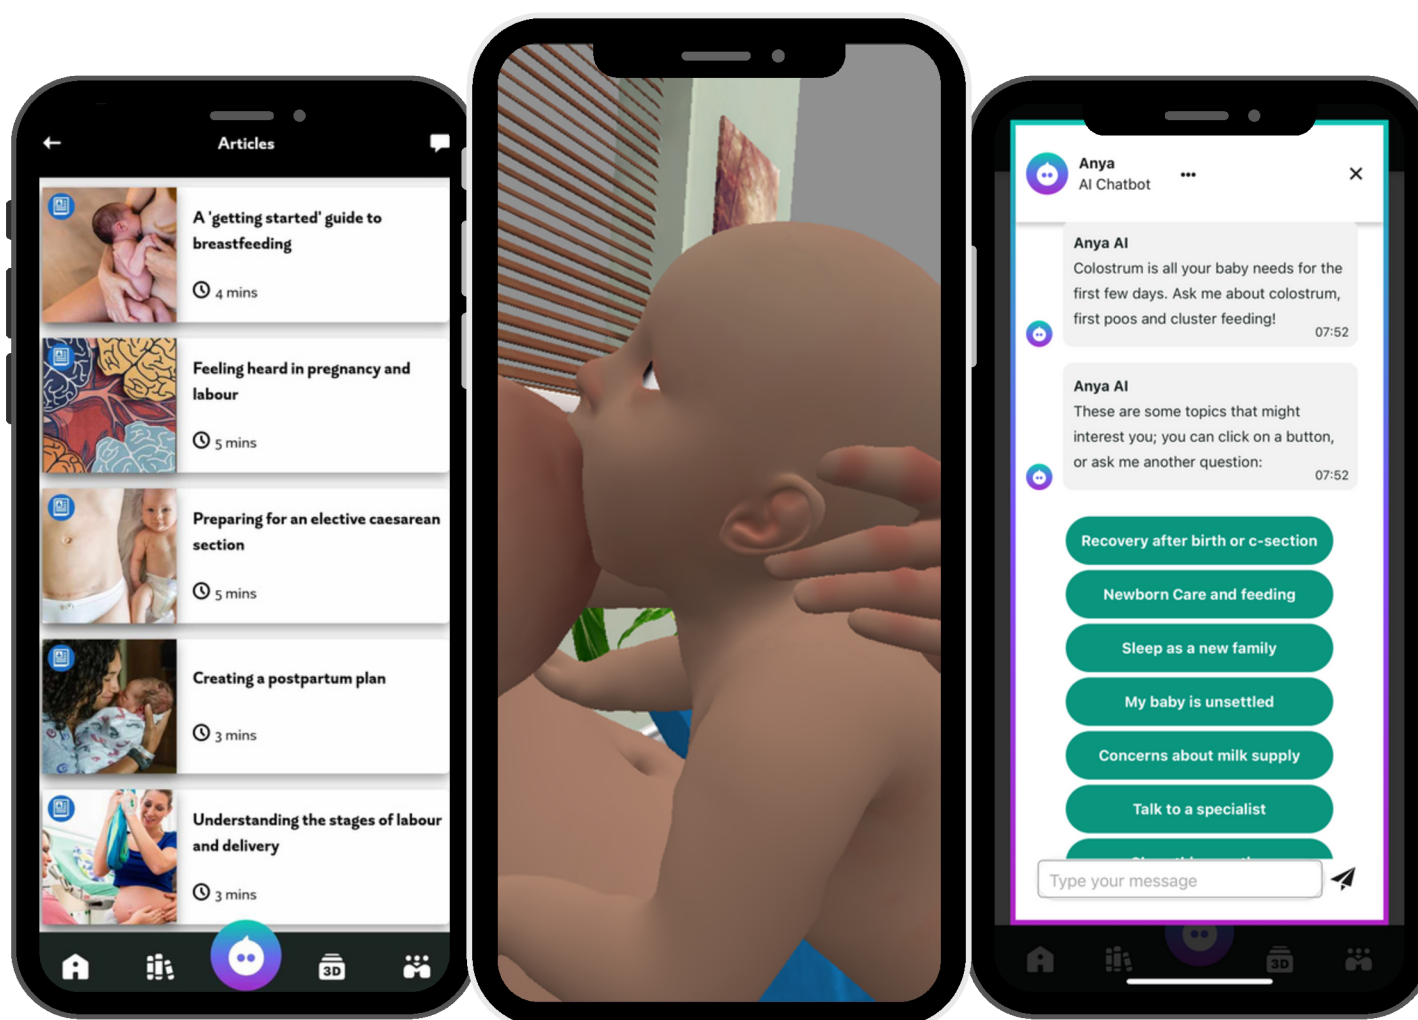 Articles
A 'getting started' guide to
breastfeeding
4 mins
Feeling heard in pregnancy and
labour
5 mins
Preparing for an elective caesarean
section
5 mins
Creating a postpartum plan
3 mins
Understanding the stages of labour
and delivery
3 mins
3D
Anya
AI Chatbot
Anya AI
Colostrum is all your baby needs for the
first few days. Ask me about colostrum,
first poos and cluster feeding!
07:52
Anya AI
These are some topics that might
interest you; you can click on a button,
or ask me another question:
07:52
Recovery after birth or c-section
Newborn Care and feeding
Sleep as a new family
My baby is unsettled
Concerns about milk supply
Talk to a specialist
Type your message
3D